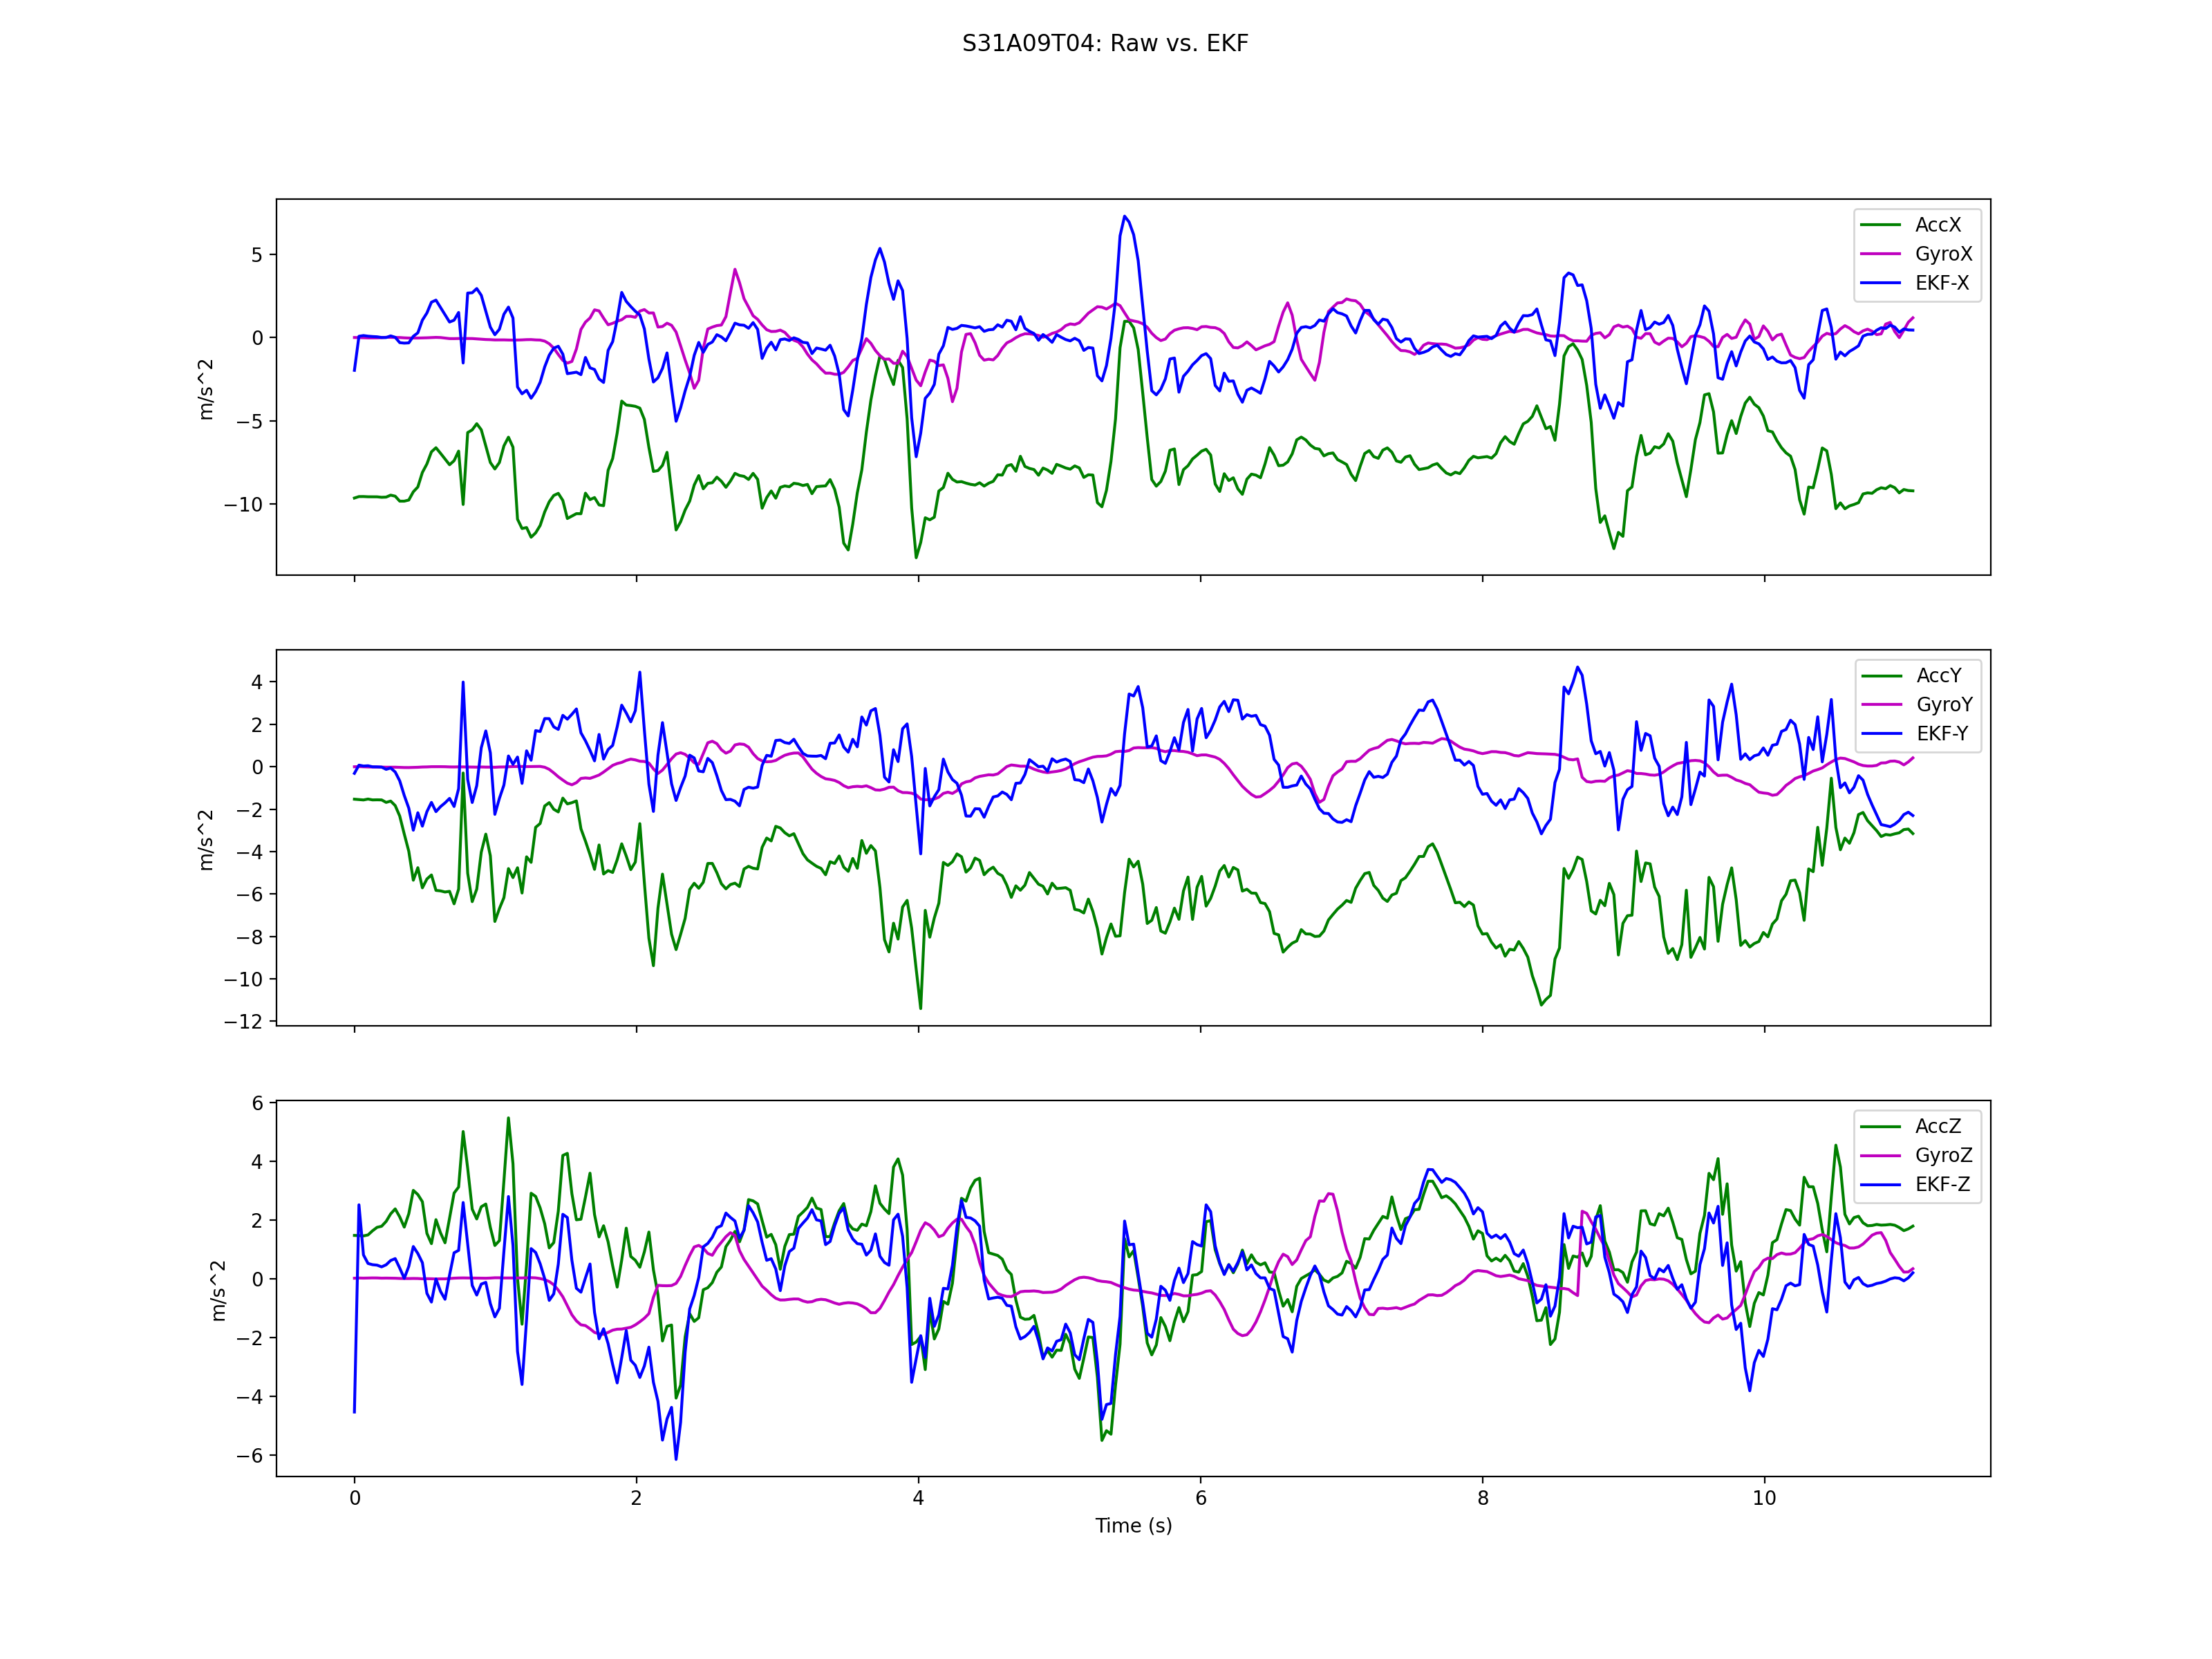 S31A09T04: Raw vs. EKF
AccX
GyroX
EKF-X
5
0
−5
−10
m/s^2
AccY
GyroY
EKF-Y
4
2
0
−2
−4
−6
−8
−10
−12
m/s^2
AccZ
GyroZ
EKF-Z
6
4
2
0
−2
−4
−6
m/s^2
0 2 4 6 8 10
Time (s)